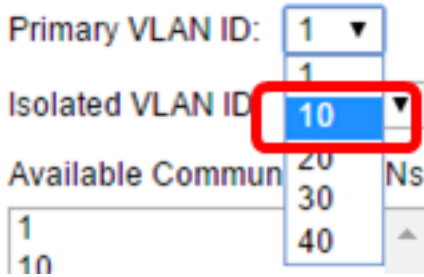 Primary VLAN ID: 1 ▼
1
Isolated VLAN ID 10 ▼
20
Available Commun Ns
30
1 40
10